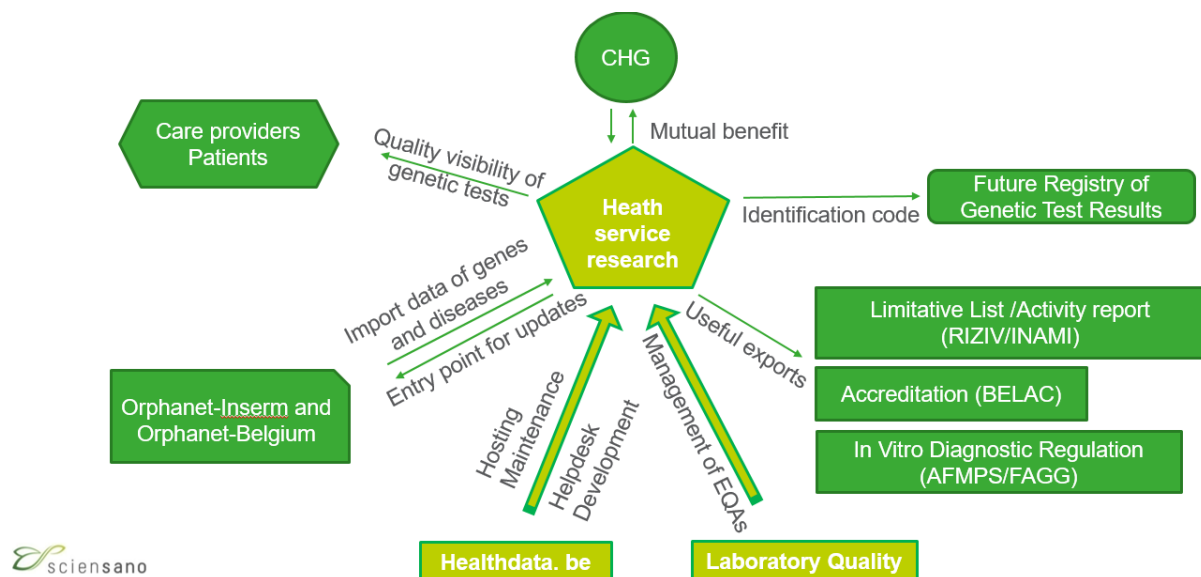 CHG
Mutual benefit
Care providers
Patients
Quality visibility of
genetic tests
Heath
service
research
Identification code
Future Registry of
Genetic Test Results
Import data of genes
and diseases
Entry point for updates
Useful exports
Limitative List /Activity report
(RIZIV/INAMI)
Accreditation (BELAC)
In Vitro Diagnostic Regulation
(AFMPS/FAGG)
Orphanet-Inserm and
Orphanet-Belgium
Hosting
Maintenance
Helpdesk
Development
Management of EQAs
Healthdata. be
Laboratory Quality
sciensano